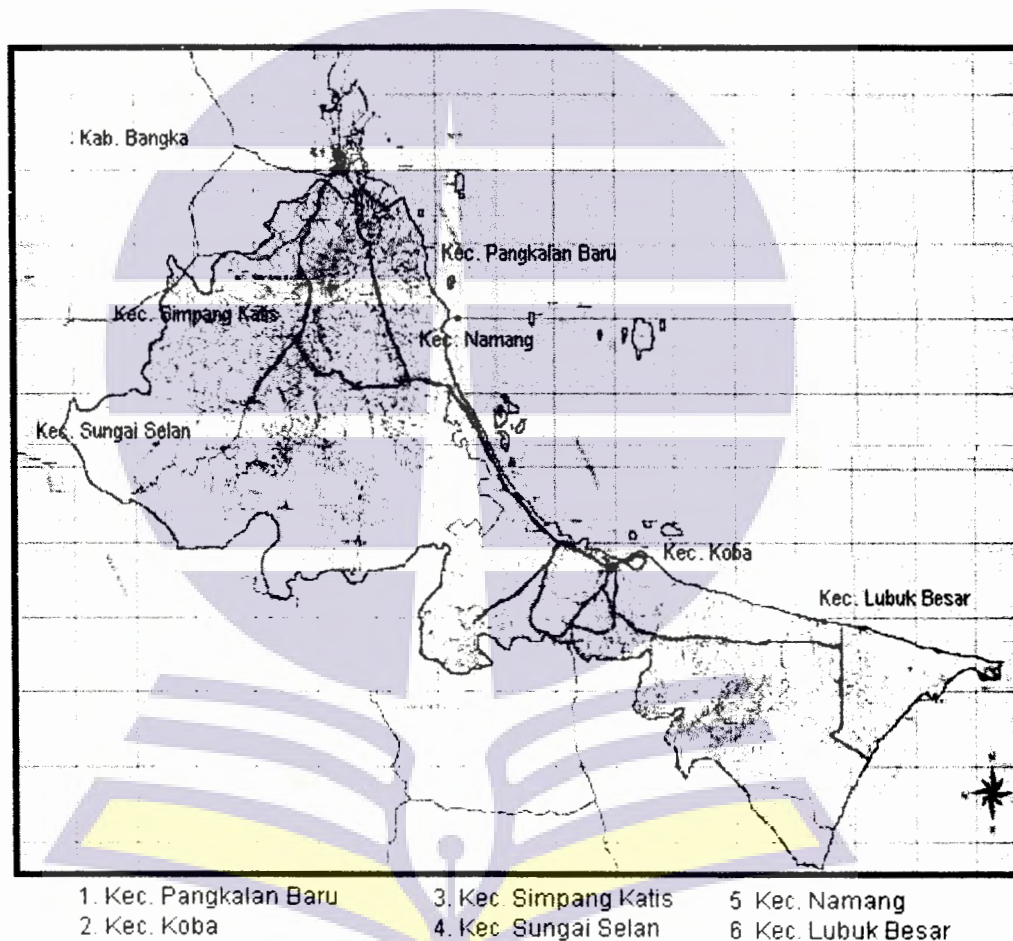 : Kab. Bangka
Kec. Pangkalan Baru
Kec. Simpang Katis
Kec. Namang
Kec. Sungai Selan
Kec. Koba
Kec. Lubuk Besar
1. Kec. Pangkalan Baru
3. Kec. Simpang Katis
5 Kec. Namang
2. Kec. Koba
4. Kec Sungai Selan
6 Kec. Lubuk Besar